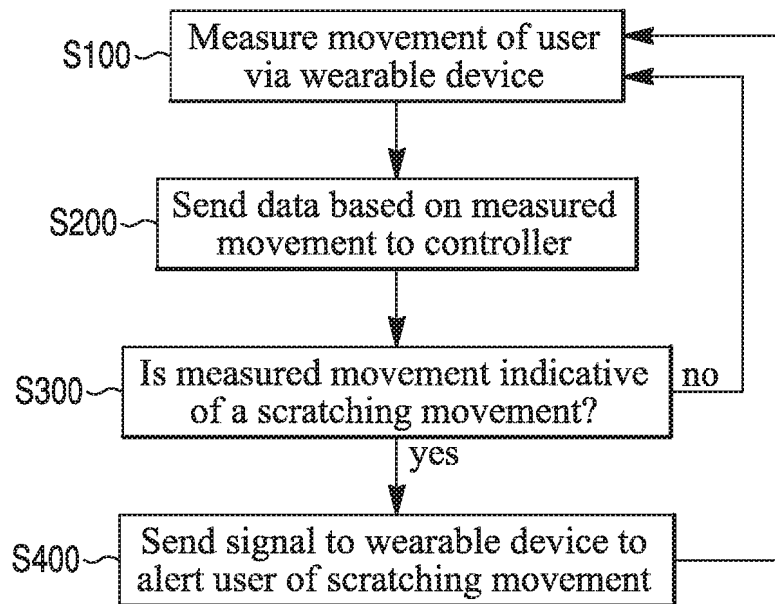 S100
Measure movement of user
via wearable device
S200
Send data based on measured
movement to controller
S300
Is measured movement indicative
of a scratching movement?
no
yes
S400
Send signal to wearable device to
alert user of scratching movement